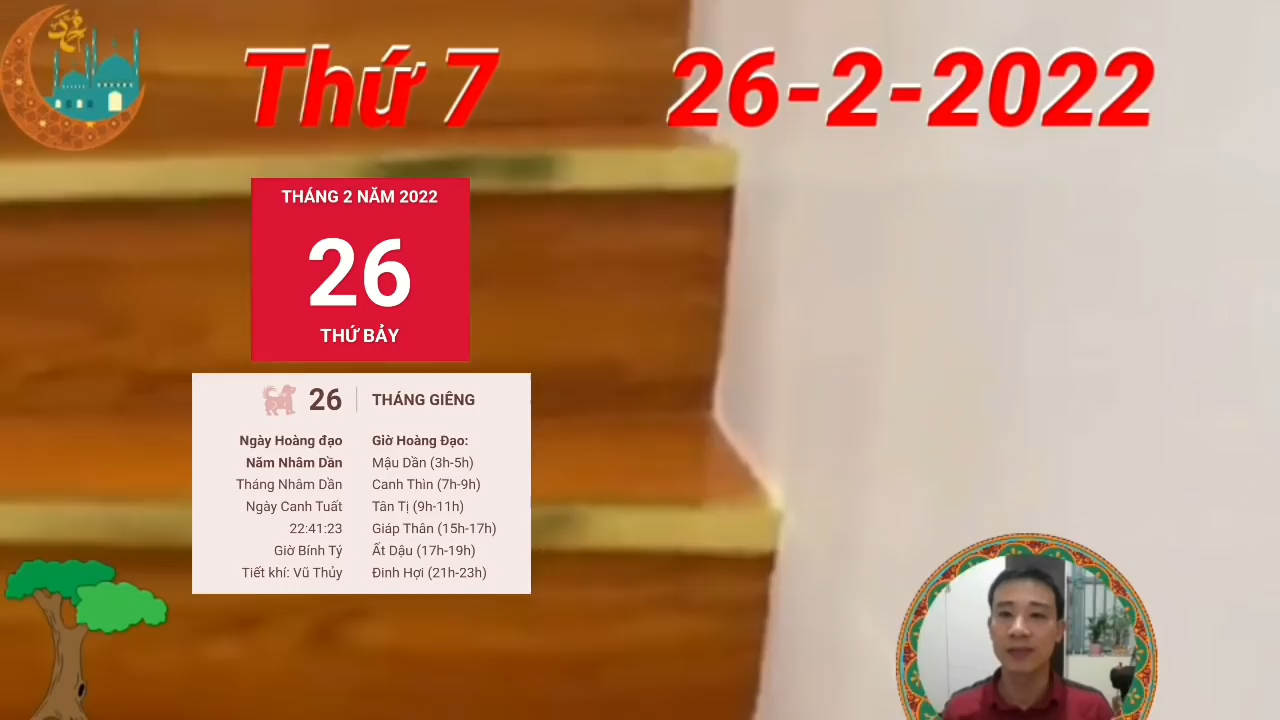 Thứ 7
26-2-2022
THÁNG 2 NĂM 2022
26
THỨ BẢY
26
THÁNG GIÊNG
Ngày Hoàng đạo
Năm Nhâm Dần
Tháng Nhâm Dần
Ngày Canh Tuất
22:41:23
Giờ Bính Tý
Tiết khí: Vũ Thủy
Giờ Hoàng Đạo:
Mậu Dần (3h-5h)
Canh Thìn (7h-9h)
Tân Tị (9h-11h)
Giáp Thân (15h-17h)
Ất Dậu (17h-19h)
Đinh Hợi (21h-23h)